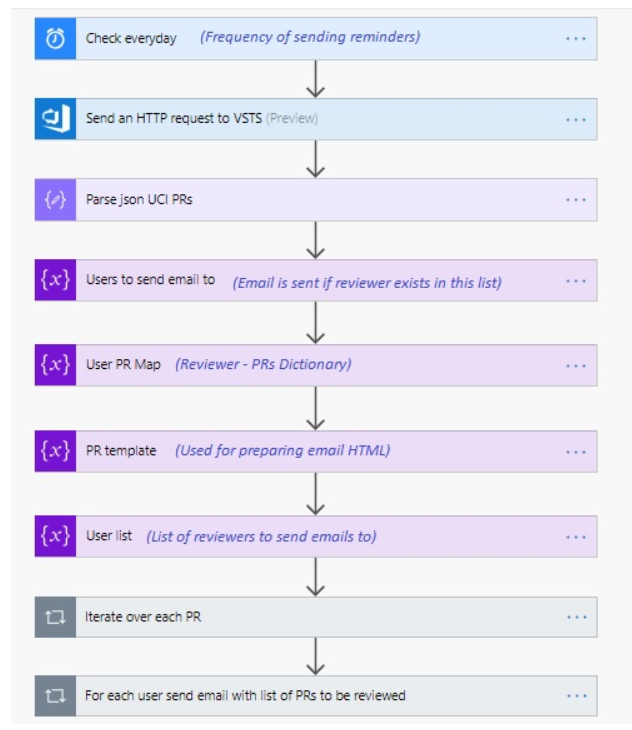 Check everyday (Frequency of sending reminders)
Send an HTTP request to VSTS (Preview)
Parse json UCI PRs
{x} Users to send email to (Email is sent if reviewer exists in this list)
{x} User PR Map (Reviewer - PRs Dictionary)
{x} PR template (Used for preparing email HTML)
{x} User list (List of reviewers to send emails to)
Iterate over each PR
For each user send email with list of PRs to be reviewed